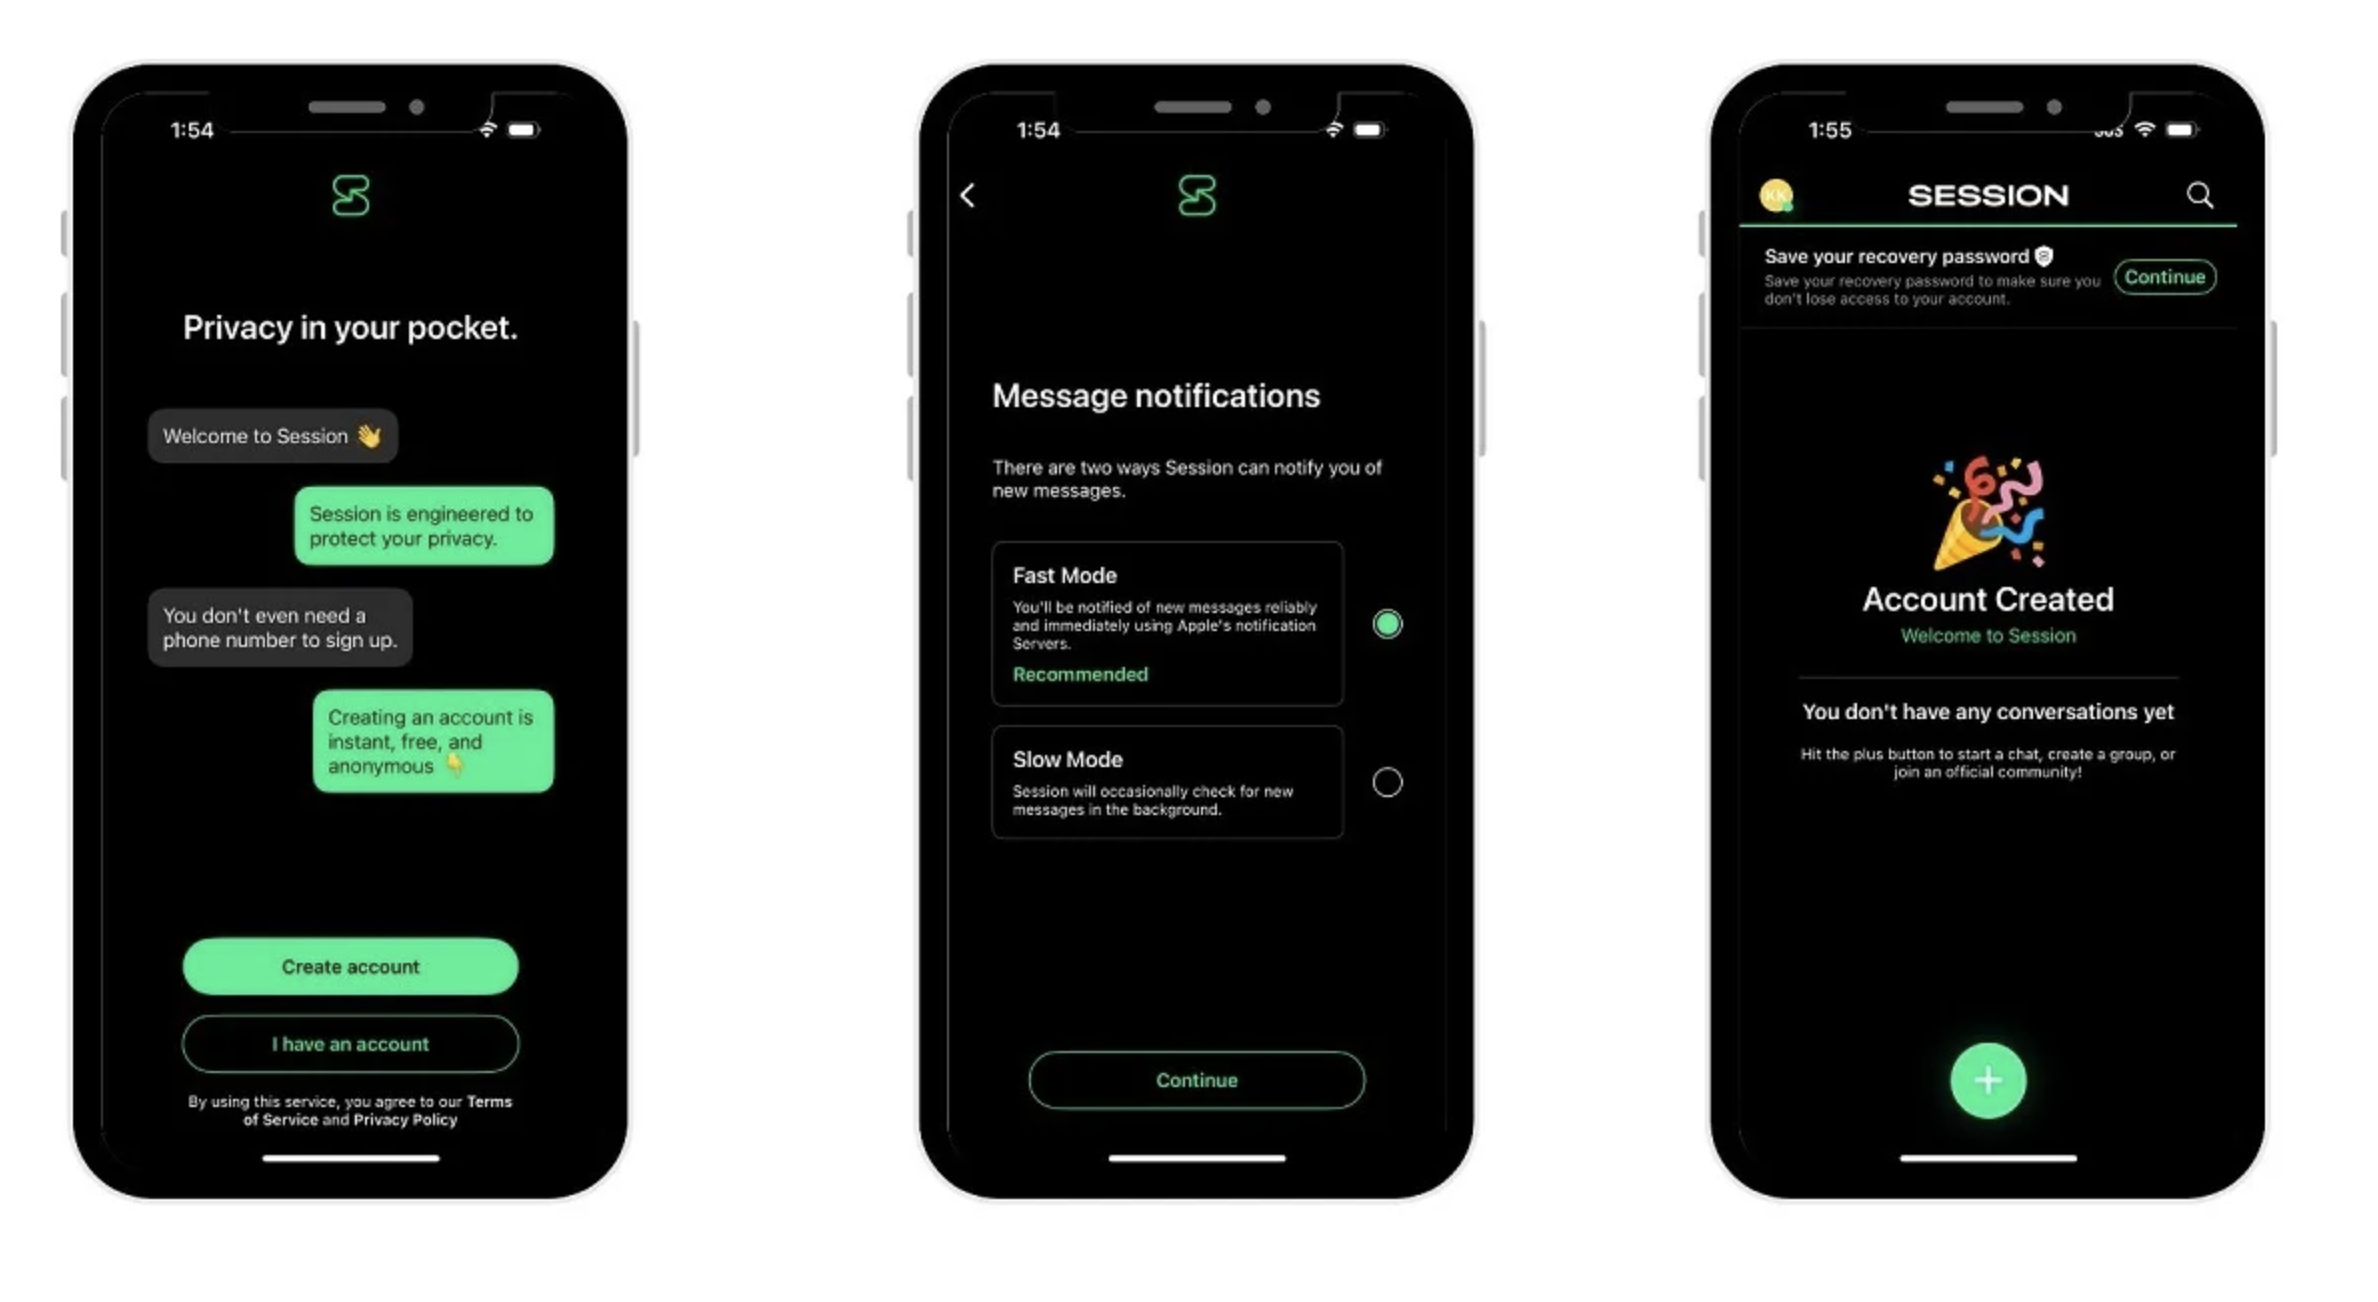 1:54
Privacy in your pocket.
Welcome to Session 👋
Session is engineered to
protect your privacy.
You don't even need a
phone number to sign up.
Creating an account is
instant, free, and
anonymous 👇
Create account
I have an account
By using this service, you agree to our Terms
of Service and Privacy Policy
1:54
Message notifications
There are two ways Session can notify you of
new messages.
Fast Mode
You'll be notified of new messages reliably
and immediately using Apple's notification
Servers.
Recommended
Slow Mode
Session will occasionally check for new
messages in the background.
Continue
1:55
KK
SESSION
Save your recovery password
Save your recovery password to make sure you
don't lose access to your account.
Continue
Account Created
Welcome to Session
You don't have any conversations yet
Hit the plus button to start a chat, create a group, or
join an official community!